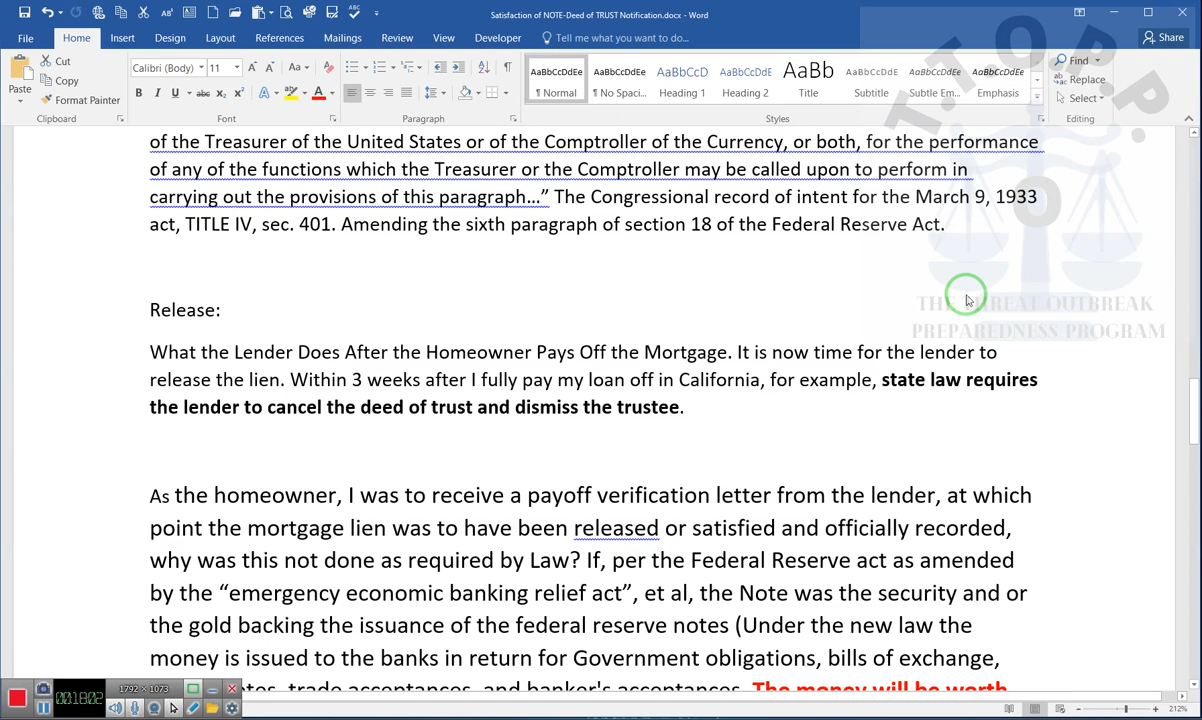 Satisfaction of NOTE-Deed of TRUST Notification.docx - Word
File Home Insert Design Layout References Mailings Review View Developer Tell me what you want to do... Share
Paste
Cut
Copy
Format Painter
Clipboard
Calibri (Body) 11
Font
Paragraph
AaBbCcDdEe AaBbCcDdEe AaBbCcD AaBbCcDdE AaBb AaBbCcDdEe AaBbCcDdEe AaBbCcDdEe
¶ Normal ¶ No Spaci... Heading 1 Heading 2 Title Subtitle Subtle Em... Emphasis
Styles
Find
Replace
Select
Editing
T.T.O.P.P.
of the Treasurer of the United States or of the Comptroller of the Currency, or both, for the performance
of any of the functions which the Treasurer or the Comptroller may be called upon to perform in
carrying out the provisions of this paragraph…” The Congressional record of intent for the March 9, 1933
act, TITLE IV, sec. 401. Amending the sixth paragraph of section 18 of the Federal Reserve Act.
THE THREAT OUTBREAK
PREPAREDNESS PROGRAM
Release:
What the Lender Does After the Homeowner Pays Off the Mortgage. It is now time for the lender to
release the lien. Within 3 weeks after I fully pay my loan off in California, for example, state law requires
the lender to cancel the deed of trust and dismiss the trustee.
As the homeowner, I was to receive a payoff verification letter from the lender, at which
point the mortgage lien was to have been released or satisfied and officially recorded,
why was this not done as required by Law? If, per the Federal Reserve act as amended
by the “emergency economic banking relief act”, et al, the Note was the security and or
the gold backing the issuance of the federal reserve notes (Under the new law the
money is issued to the banks in return for Government obligations, bills of exchange,
trade acceptances, and banker's acceptances. The money will be worth
1792 × 1073
212%